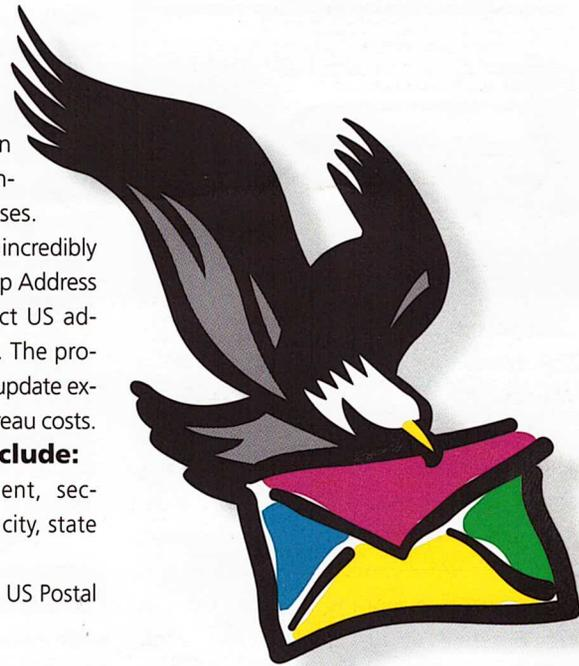 n
n-
ses.
incredibly
p Address
ct US ad-
. The pro-
update ex-
reau costs.
clude:
ent, sec-
city, state
US Postal